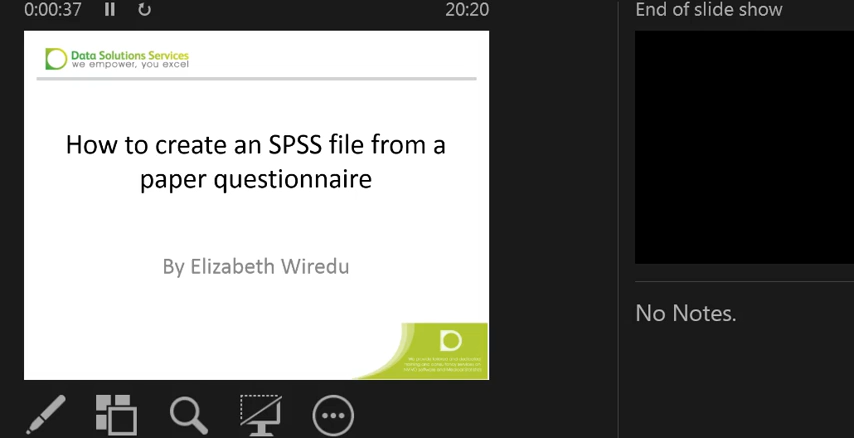 0:00:37
20:20
End of slide show
Data Solutions Services
we empower, you excel
How to create an SPSS file from a
paper questionnaire
By Elizabeth Wiredu
No Notes.